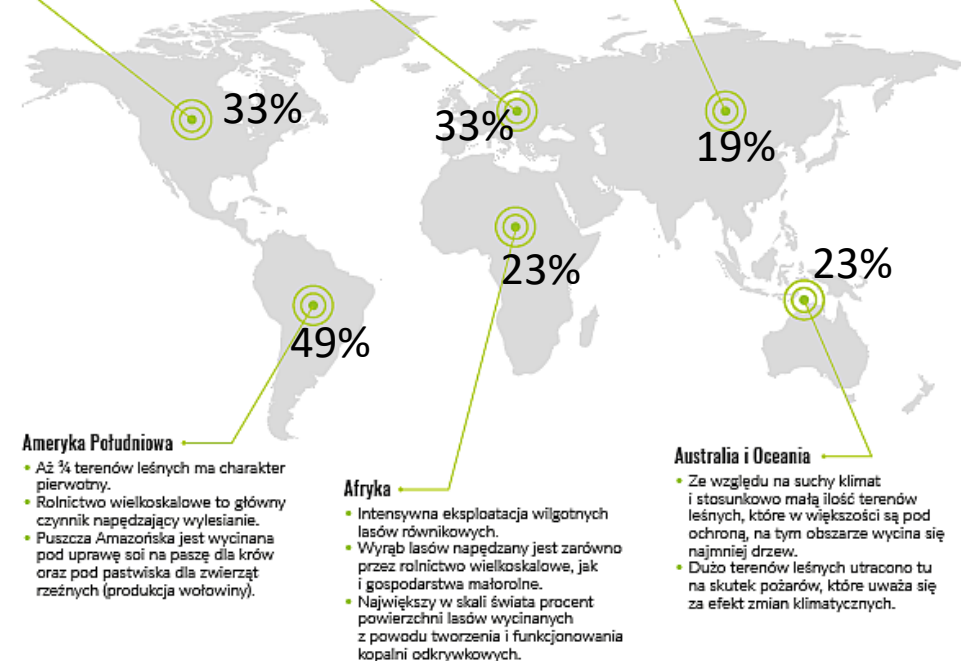 33%
33%
19%
23%
23%
49%
Ameryka Południowa
• Aż ¾ terenów leśnych ma charakter
pierwotny.
• Rolnictwo wielkoskalowe to główny
czynnik napędzający wylesianie.
• Puszcza Amazońska jest wycinana
pod uprawę soi na paszę dla krów
oraz pod pastwiska dla zwierząt
rzeźnych (produkcja wołowiny).
Afryka
• Intensywna eksploatacja wilgotnych
lasów równikowych.
• Wyrąb lasów napędzany jest zarówno
przez rolnictwo wielkoskalowe, jak
i gospodarstwa małorolne.
• Największy w skali świata procent
powierzchni lasów wycinanych
z powodu tworzenia i funkcjonowania
kopalni odkrywkowych.
Australia i Oceania
• Ze względu na suchy klimat
i stosunkowo małą ilość terenów
leśnych, które w większości są pod
ochroną, na tym obszarze wycina się
najmniej drzew.
• Dużo terenów leśnych utracono tu
na skutek pożarów, które uważa się
za efekt zmian klimatycznych.